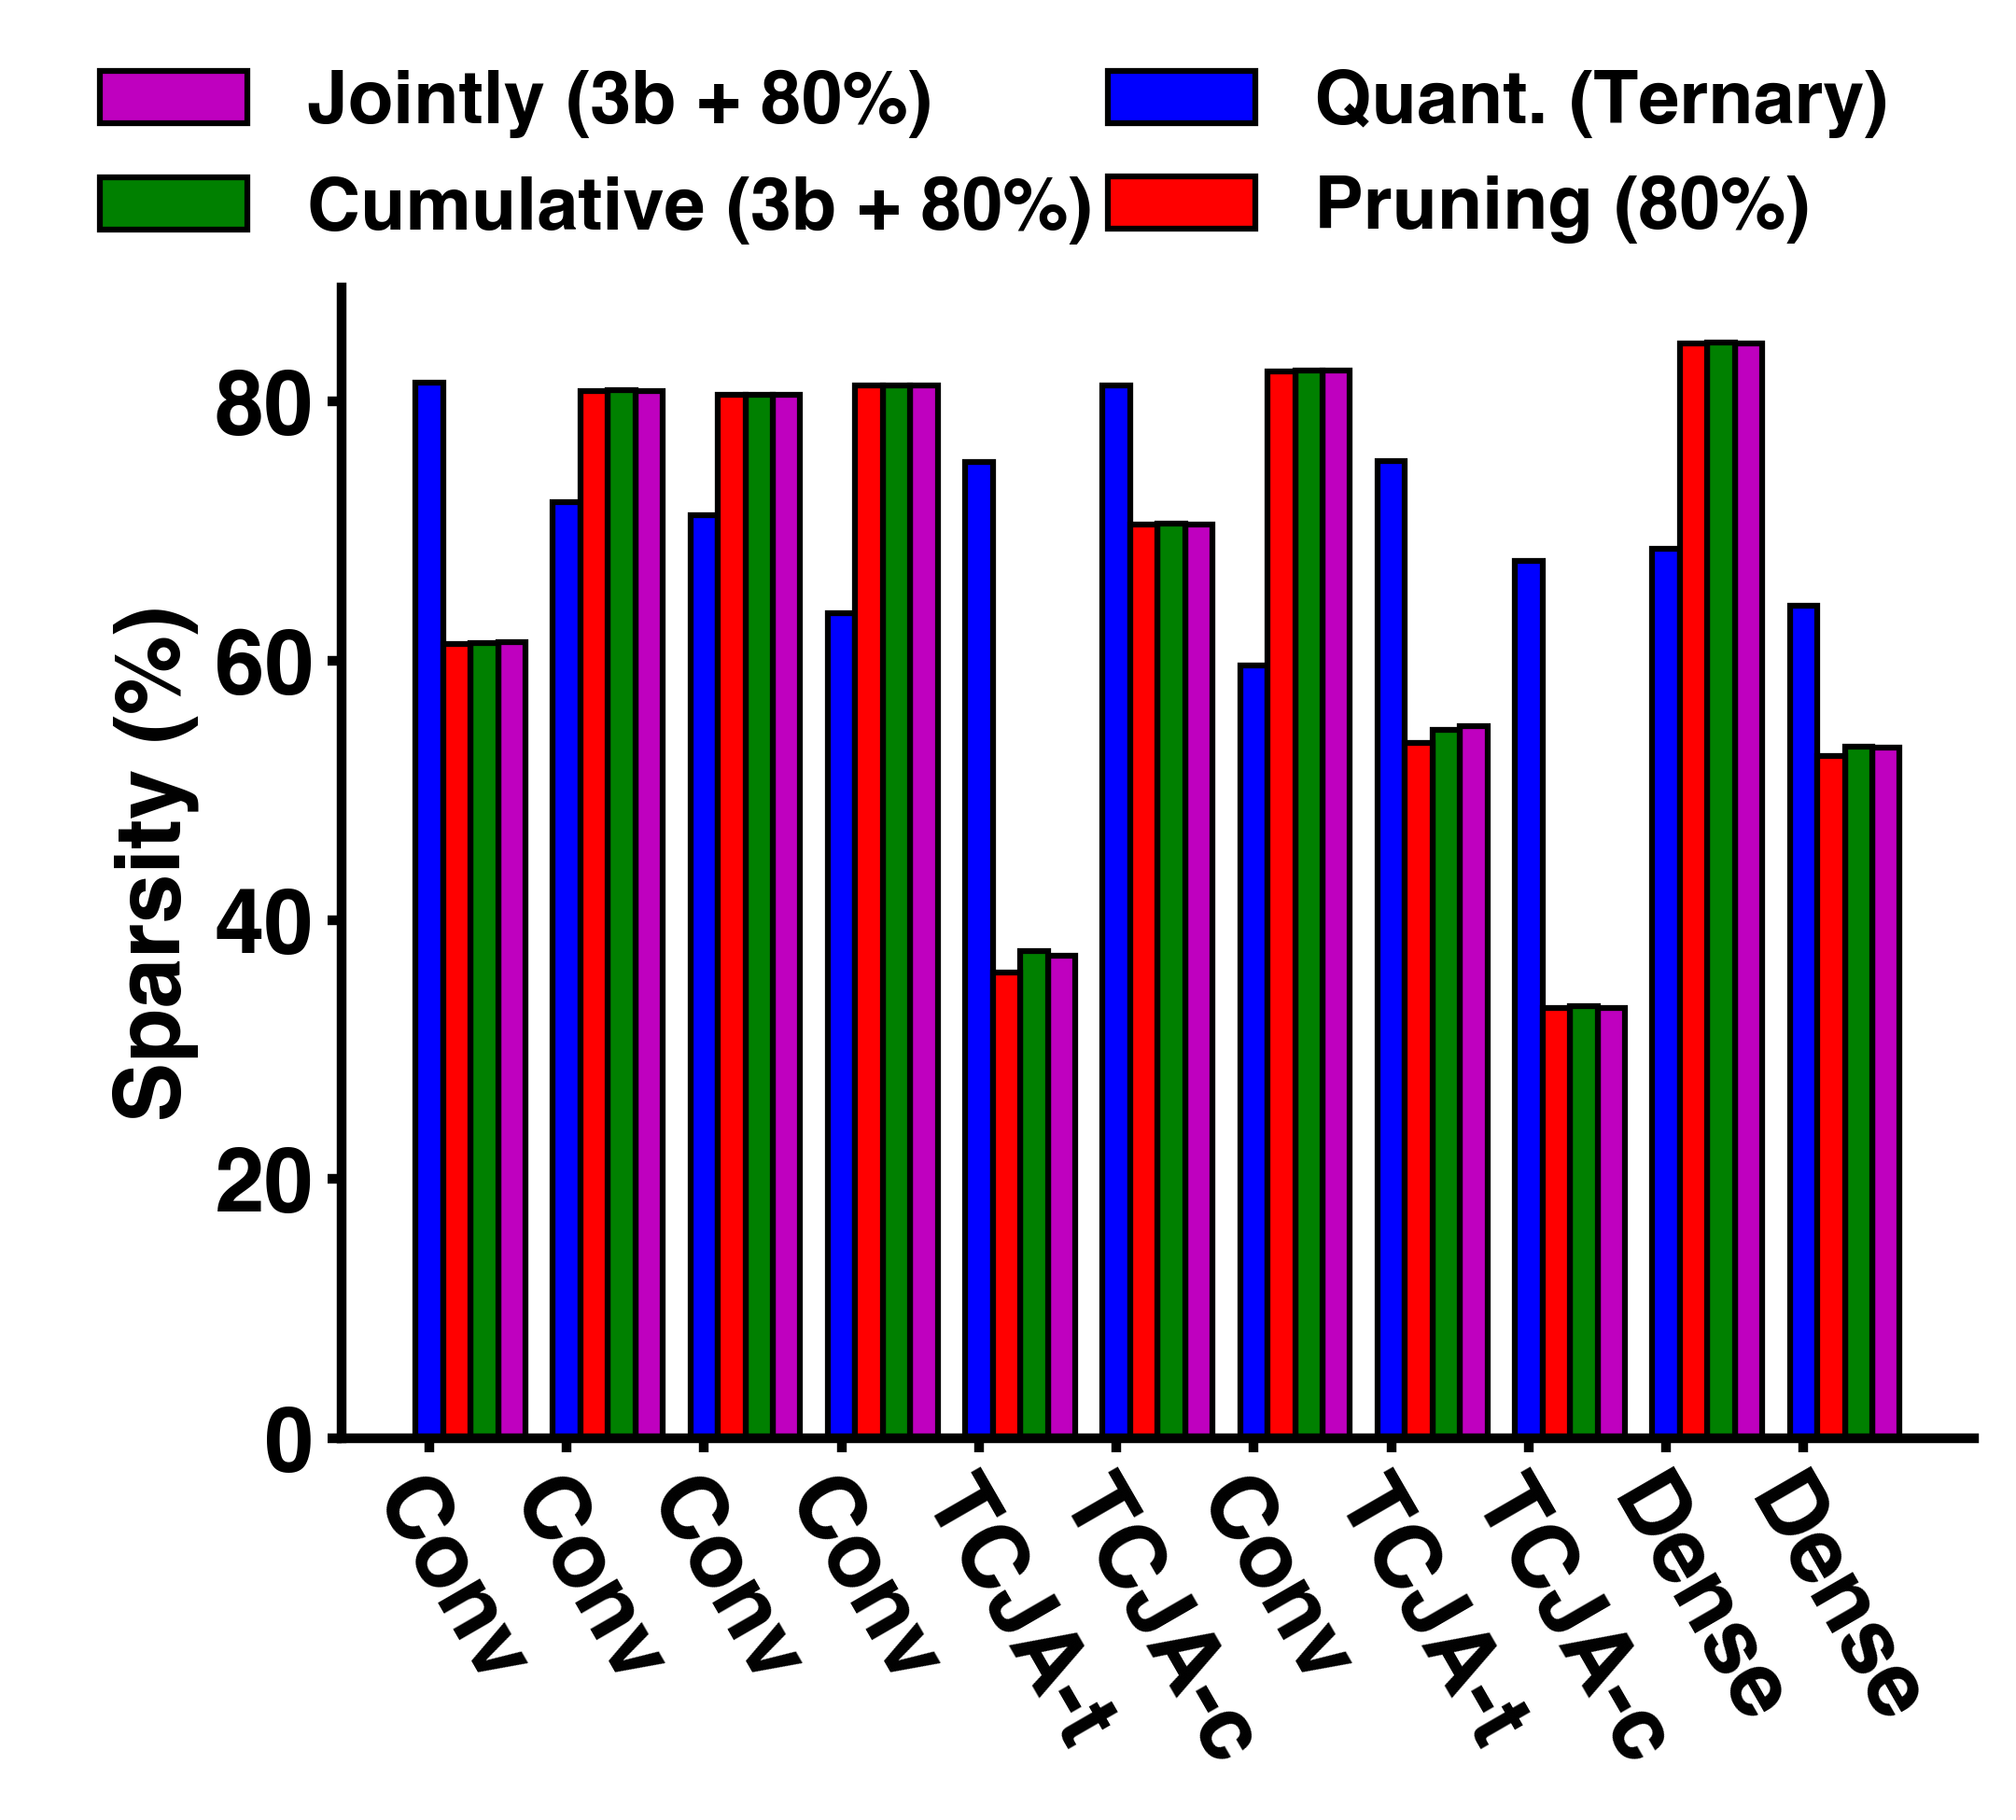 Jointly (3b + 80%) Quant. (Ternary)
Cumulative (3b + 80%) Pruning (80%)
Sparsity (%)
80
60
40
20
0
Conv Conv Conv Conv TCJA-t TCJA-c Conv TCJA-t TCJA-c Dense Dense